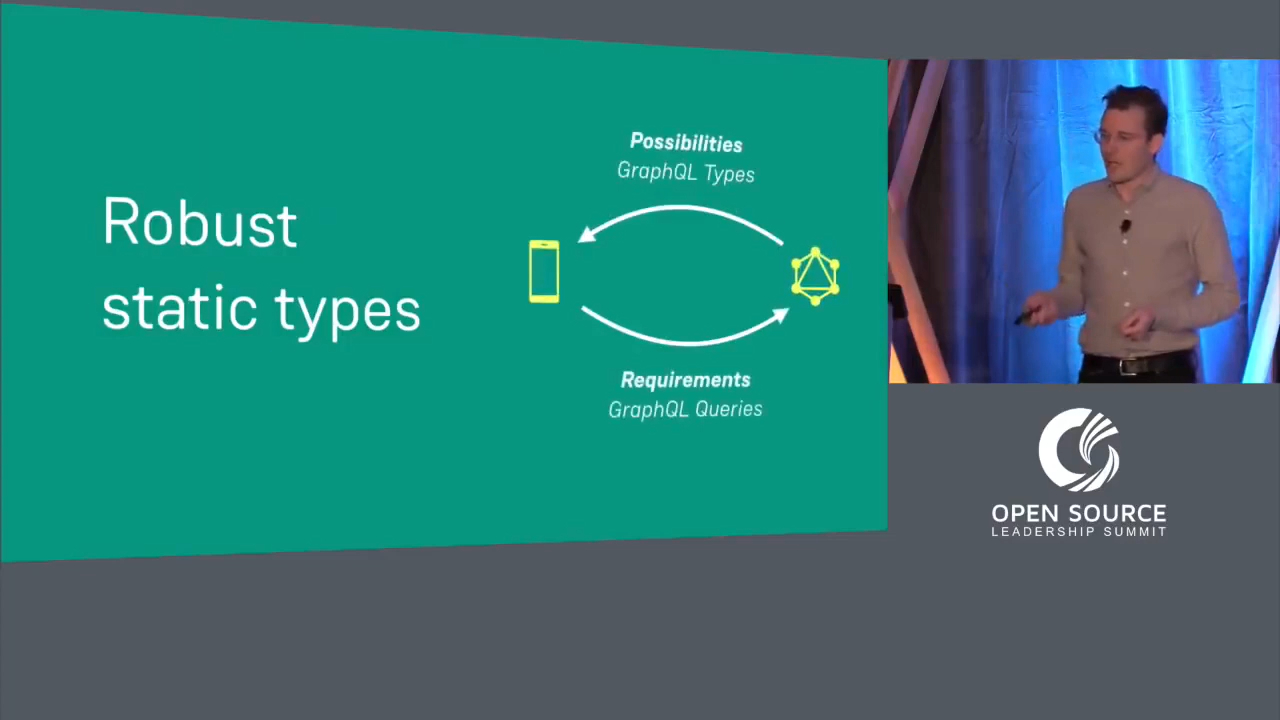 Robust
static types
Possibilities
GraphQL Types
Requirements
GraphQL Queries
OPEN SOURCE
LEADERSHIP SUMMIT